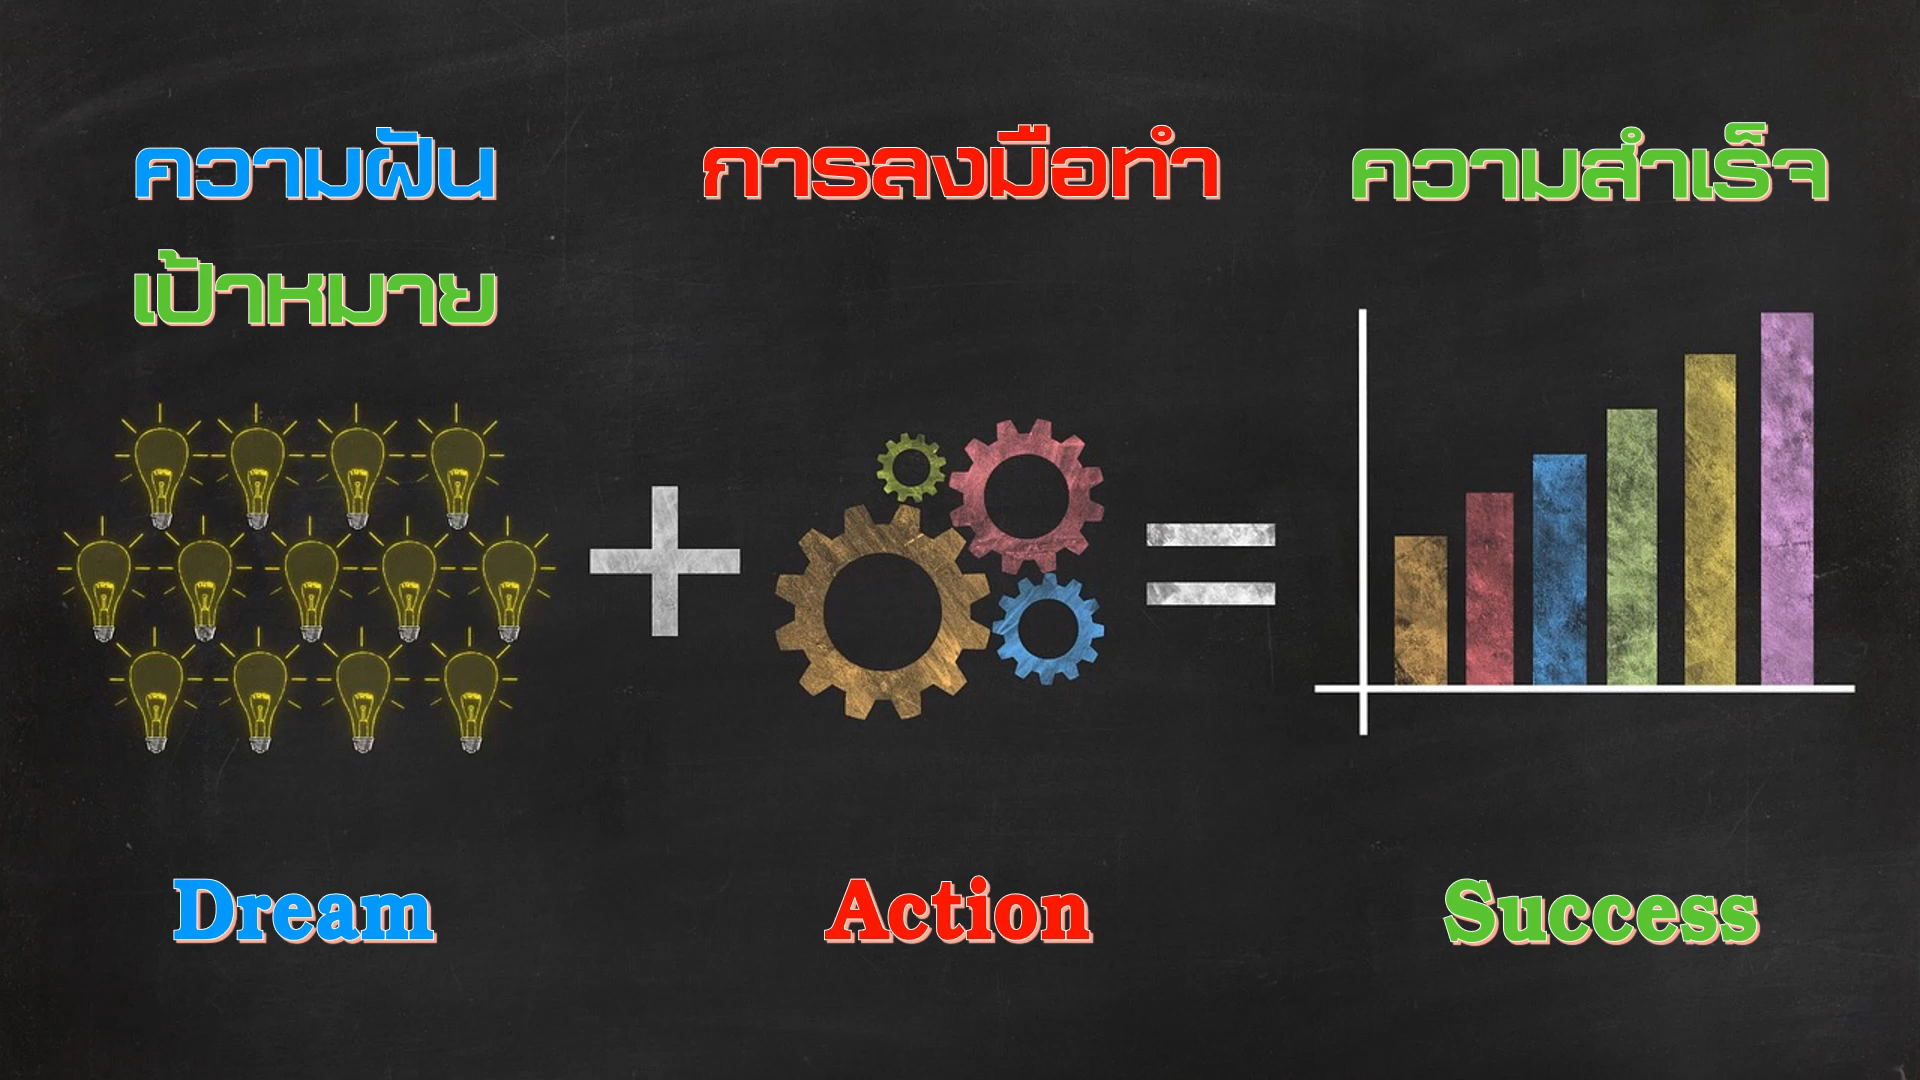 ความฝัน
เป้าหมาย
การลงมือทำ
ความสำเร็จ
+
=
Dream
Action
Success